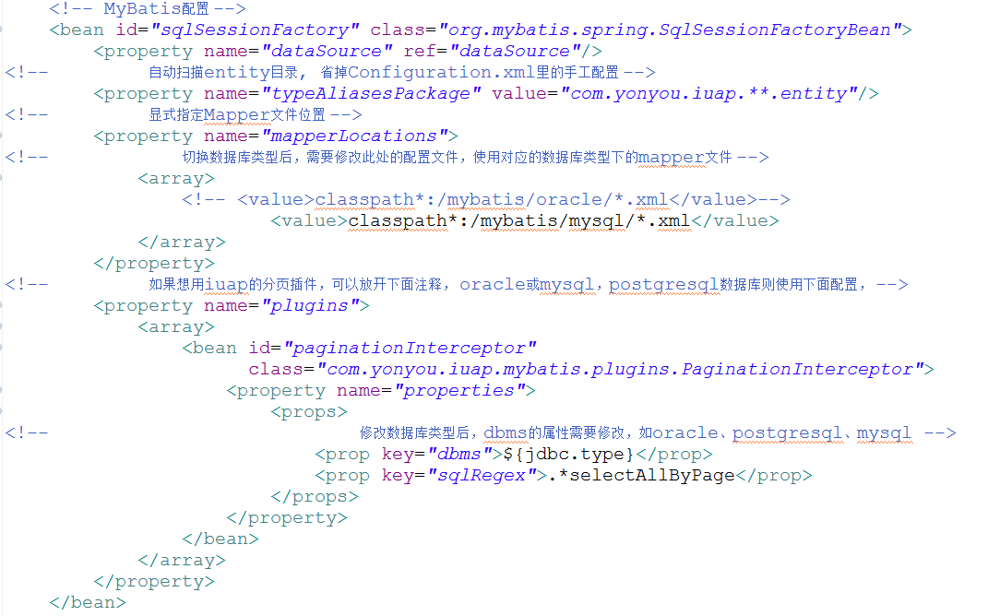 <!-- MyBatis配置 -->
<bean id="sqlSessionFactory" class="org.mybatis.spring.SqlSessionFactoryBean">
<property name="dataSource" ref="dataSource"/>
<!-- 自动扫描entity目录, 省掉Configuration.xml里的手工配置 -->
<property name="typeAliasesPackage" value="com.yonyou.iuap.**.entity"/>
<!-- 显式指定Mapper文件位置 -->
<property name="mapperLocations">
<!-- 切换数据库类型后，需要修改此处的配置文件，使用对应的数据库类型下的mapper文件 -->
<array>
<!-- <value>classpath*:/mybatis/oracle/*.xml</value>-->
<value>classpath*:/mybatis/mysql/*.xml</value>
</array>
</property>
<!-- 如果想用iuap的分页插件，可以放开下面注释，oracle或mysql，postgresql数据库则使用下面配置， -->
<property name="plugins">
<array>
<bean id="paginationInterceptor"
class="com.yonyou.iuap.mybatis.plugins.PaginationInterceptor">
<property name="properties">
<props>
<!-- 修改数据库类型后，dbms的属性需要修改，如oracle、postgresql、mysql -->
<prop key="dbms">${jdbc.type}</prop>
<prop key="sqlRegex">.*selectAllByPage</prop>
</props>
</property>
</bean>
</array>
</property>
</bean>